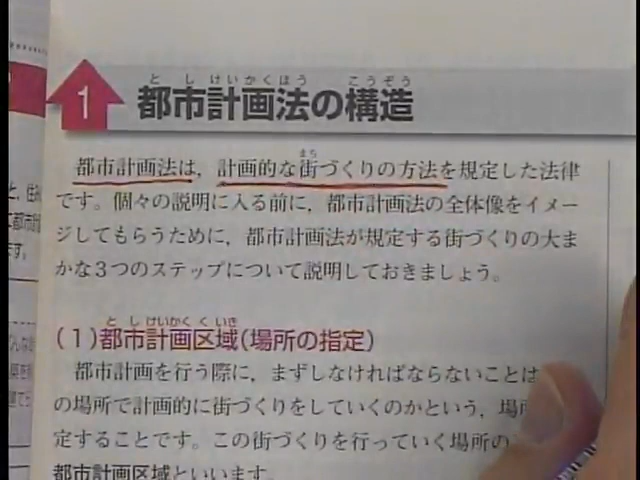 1 都市計画法の構造
都市計画法は、計画的な街づくりの方法を規定した法律
です。個々の説明に入る前に、都市計画法の全体像をイメー
ジしてもらうために、都市計画法が規定する街づくりの大ま
かな３つのステップについて説明しておきましょう。
(１)都市計画区域(場所の指定)
都市計画を行う際に、まずしなければならないことは
の場所で計画的に街づくりをしていくのかという、場所
定することです。この街づくりを行っていく場所の
都市計画区域といいます。